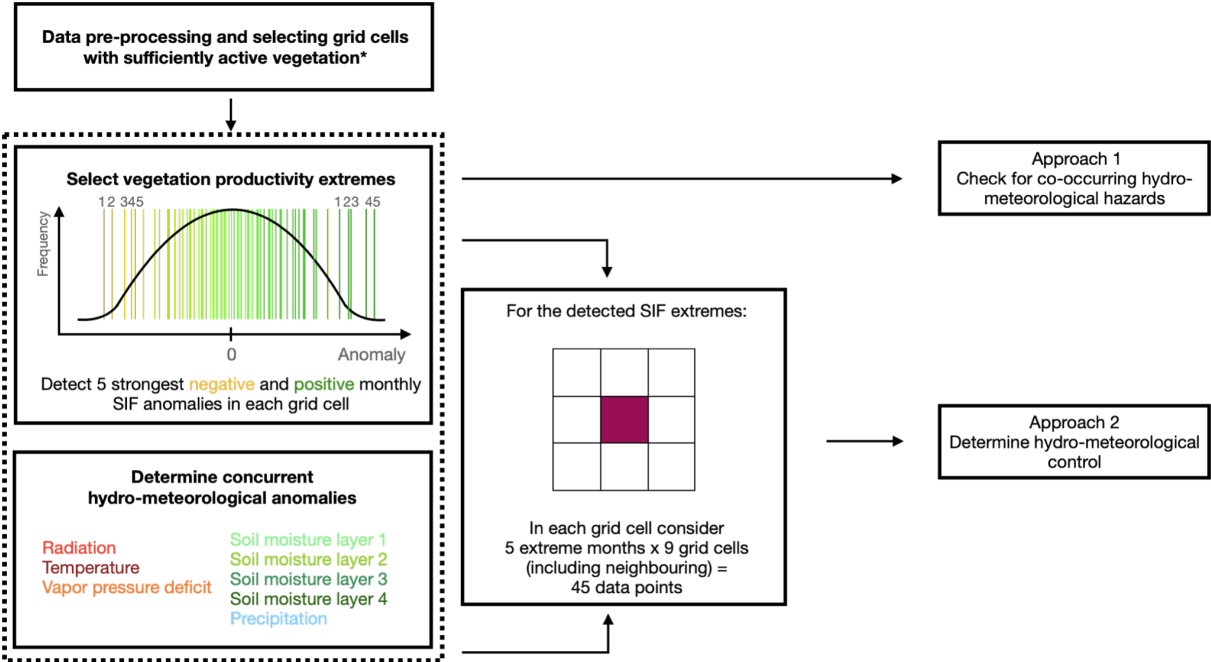 Data pre-processing and selecting grid cells
with sufficiently active vegetation*
Select vegetation productivity extremes
12 345
123 45
Frequency
0
Anomaly
Detect 5 strongest negative and positive monthly
SIF anomalies in each grid cell
Determine concurrent
hydro-meteorological anomalies
Radiation
Temperature
Vapor pressure deficit
Soil moisture layer 1
Soil moisture layer 2
Soil moisture layer 3
Soil moisture layer 4
Precipitation
For the detected SIF extremes:
In each grid cell consider
5 extreme months x 9 grid cells
(including neighbouring) =
45 data points
Approach 1
Check for co-occurring hydro-
meteorological hazards
Approach 2
Determine hydro-meteorological
control